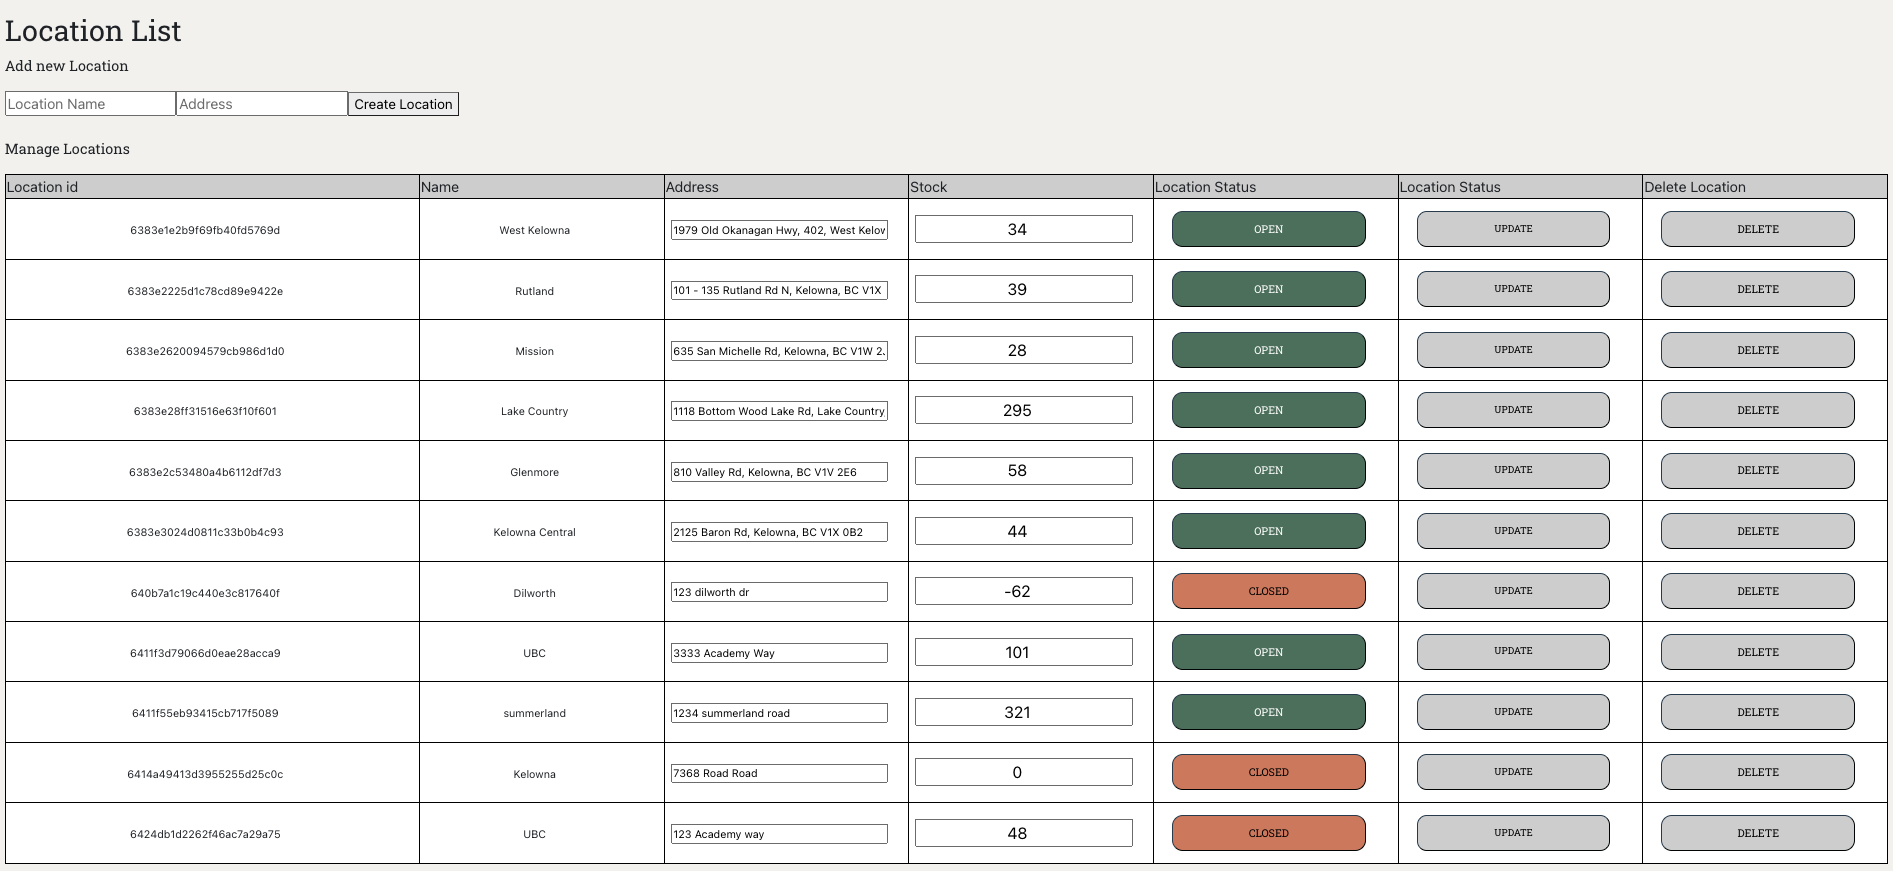 Location List
Add new Location
Location Name Address Create Location
Manage Locations
Location id Name Address Stock Location Status Location Status Delete Location
6383e1e2b9f69fb40fd5769d West Kelowna 1979 Old Okanagan Hwy, 402, West Kelow 34 OPEN UPDATE DELETE
6383e2225d1c78cd89e9422e Rutland 101 - 135 Rutland Rd N, Kelowna, BC V1X 39 OPEN UPDATE DELETE
6383e2620094579cb986d1d0 Mission 635 San Michelle Rd, Kelowna, BC V1W 28 OPEN UPDATE DELETE
6383e28ff31516e63f10f601 Lake Country 1118 Bottom Wood Lake Rd, Lake Country, 295 OPEN UPDATE DELETE
6383e2c53480a4b6112df7d3 Glenmore 810 Valley Rd, Kelowna, BC V1V 2E6 58 OPEN UPDATE DELETE
6383e3024d0811c33b0b4c93 Kelowna Central 2125 Baron Rd, Kelowna, BC V1X 0B2 44 OPEN UPDATE DELETE
640b7a1c19c440e3c817640f Dilworth 123 dilworth dr -62 CLOSED UPDATE DELETE
6411f3d79066d0eae28acca9 UBC 3333 Academy Way 101 OPEN UPDATE DELETE
6411f55eb93415cb717f5089 summerland 1234 summerland road 321 OPEN UPDATE DELETE
6414a49413d3955255d25c0c Kelowna 7368 Road Road 0 CLOSED UPDATE DELETE
6424db1d2262f46ac7a29a75 UBC 123 Academy way 48 CLOSED UPDATE DELETE